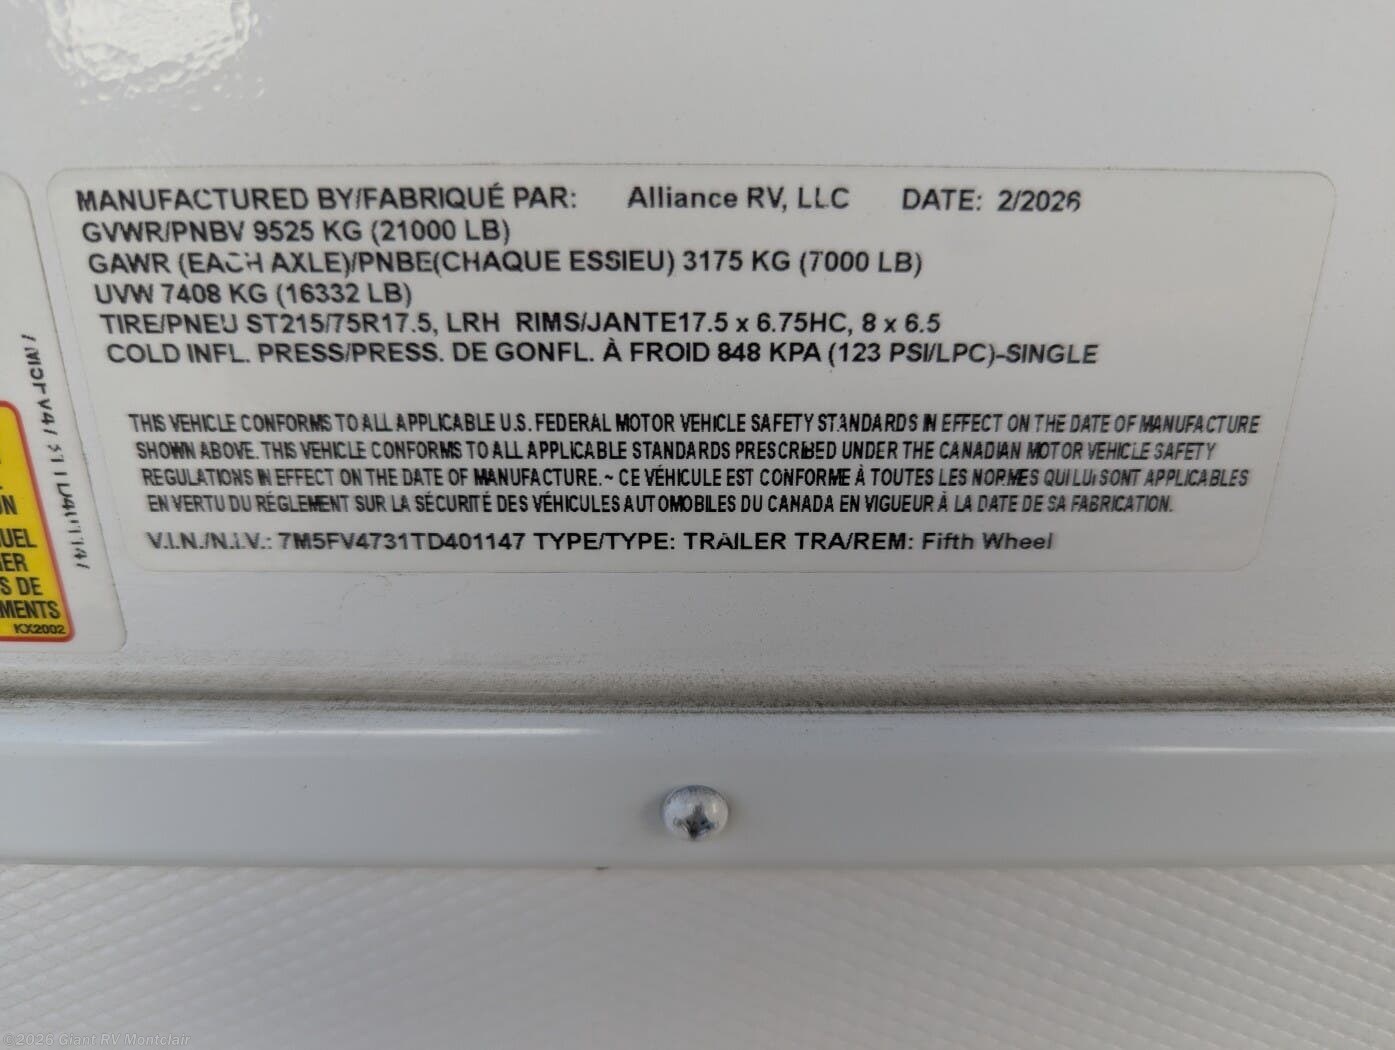 MANUFACTURED BY/FABRIQUÉ PAR: Alliance RV, LLC DATE: 2/2026
GVWR/PNBV 9525 KG (21000 LB)
GAWR (EACH AXLE)/PNBE(CHAQUE ESSIEU) 3175 KG (7000 LB)
UVW 7408 KG (16332 LB)
TIRE/PNEU ST215/75R17.5, LRH RIMS/JANTE17.5 x 6.75HC, 8 x 6.5
COLD INFL. PRESS/PRESS. DE GONFL. À FROID 848 KPA (123 PSI/LPC)-SINGLE
THIS VEHICLE CONFORMS TO ALL APPLICABLE U.S. FEDERAL MOTOR VEHICLE SAFETY STANDARDS IN EFFECT ON THE DATE OF MANUFACTURE
SHOWN ABOVE. THIS VEHICLE CONFORMS TO ALL APPLICABLE STANDARDS PRESCRIBED UNDER THE CANADIAN MOTOR VEHICLE SAFETY
REGULATIONS IN EFFECT ON THE DATE OF MANUFACTURE.~ CE VÉHICULE EST CONFORME À TOUTES LES NORMES QUI LUI SONT APPLICABLES
EN VERTU DU RÉGLEMENT SUR LA SÉCURITÉ DES VÉHICULES AUTOMOBILES DU CANADA EN VIGUEUR À LA DATE DE SA FABRICATION.
V.I.N./N.I.V.: 7M5FV4731TD401147 TYPE/TYPE: TRAILER TRA/REM: Fifth Wheel
S DE
MENTS
KX2002
©2026 Giant RV Montclair